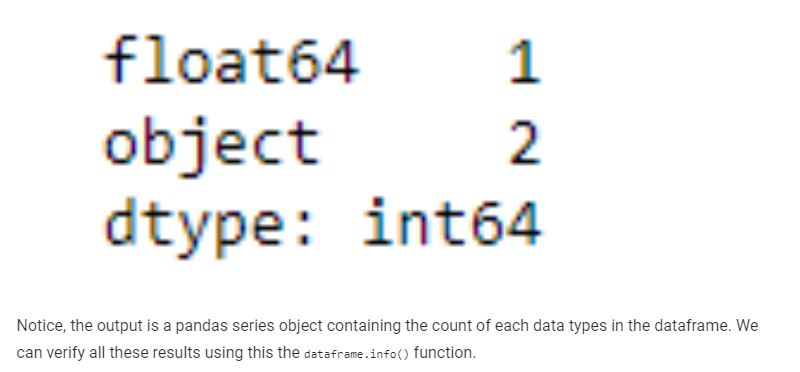 float64 1
object 2
dtype: int64
Notice, the output is a pandas series object containing the count of each data types in the dataframe. We
can verify all these results using this the dataframe.info() function.